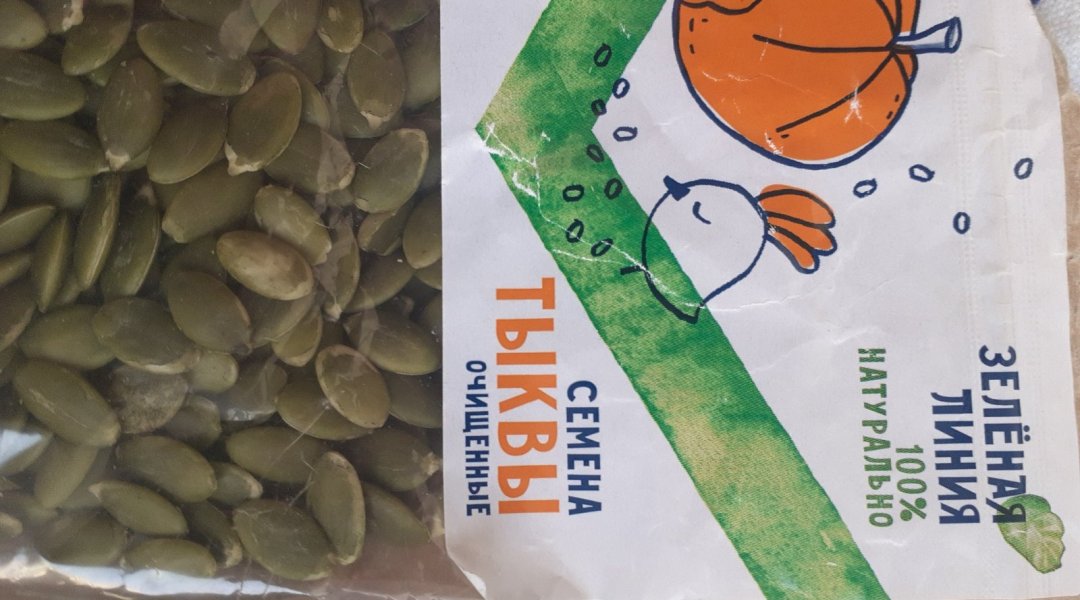 ЗЕЛЁНАЯ
ЛИНИЯ
100%
НАТУРАЛЬНО
СЕМЕНА
ТЫКВЫ
ОЧИЩЕННЫЕ